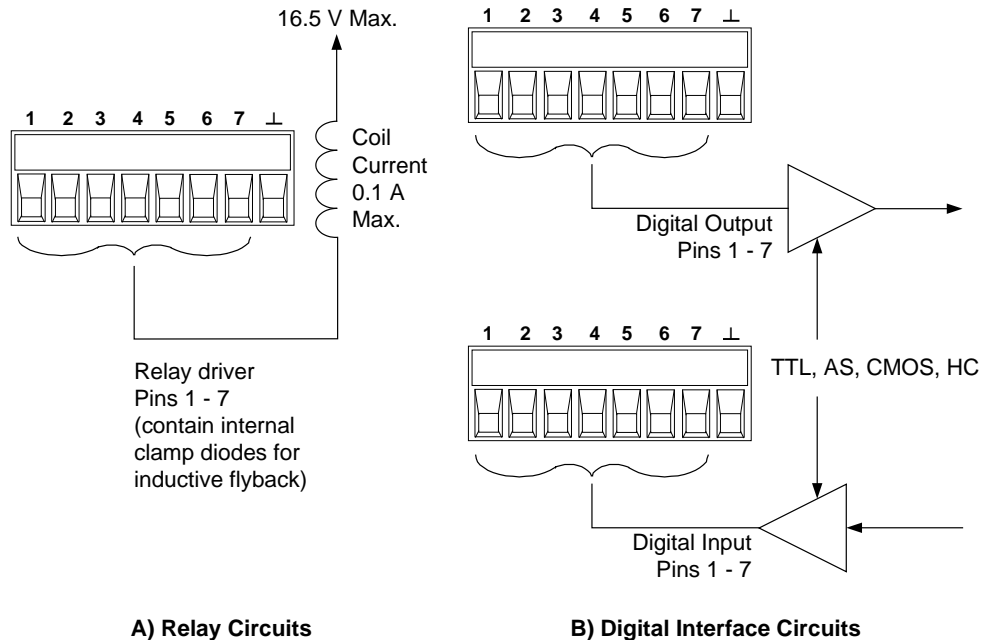 16.5 V Max.
1 2 3 4 5 6 7 ⊥
Coil
Current
0.1 A
Max.
Relay driver
Pins 1 - 7
(contain internal
clamp diodes for
inductive flyback)
A) Relay Circuits
1 2 3 4 5 6 7 ⊥
Digital Output
Pins 1 - 7
TTL, AS, CMOS, HC
1 2 3 4 5 6 7 ⊥
Digital Input
Pins 1 - 7
B) Digital Interface Circuits